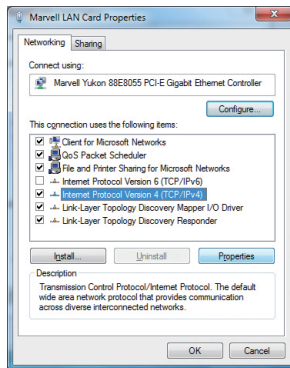 Marvell LAN Card Properties
Networking Sharing
Connect using:
Marvell Yukon 88E8055 PCI-E Gigabit Ethernet Controller
Configure...
This connection uses the following items:
Client for Microsoft Networks
QoS Packet Scheduler
File and Printer Sharing for Microsoft Networks
Internet Protocol Version 6 (TCP/IPv6)
Internet Protocol Version 4 (TCP/IPv4)
Link-Layer Topology Discovery Mapper I/O Driver
Link-Layer Topology Discovery Responder
Install... Uninstall Properties
Description
Transmission Control Protocol/Internet Protocol. The default
wide area network protocol that provides communication
across diverse interconnected networks.
OK Cancel